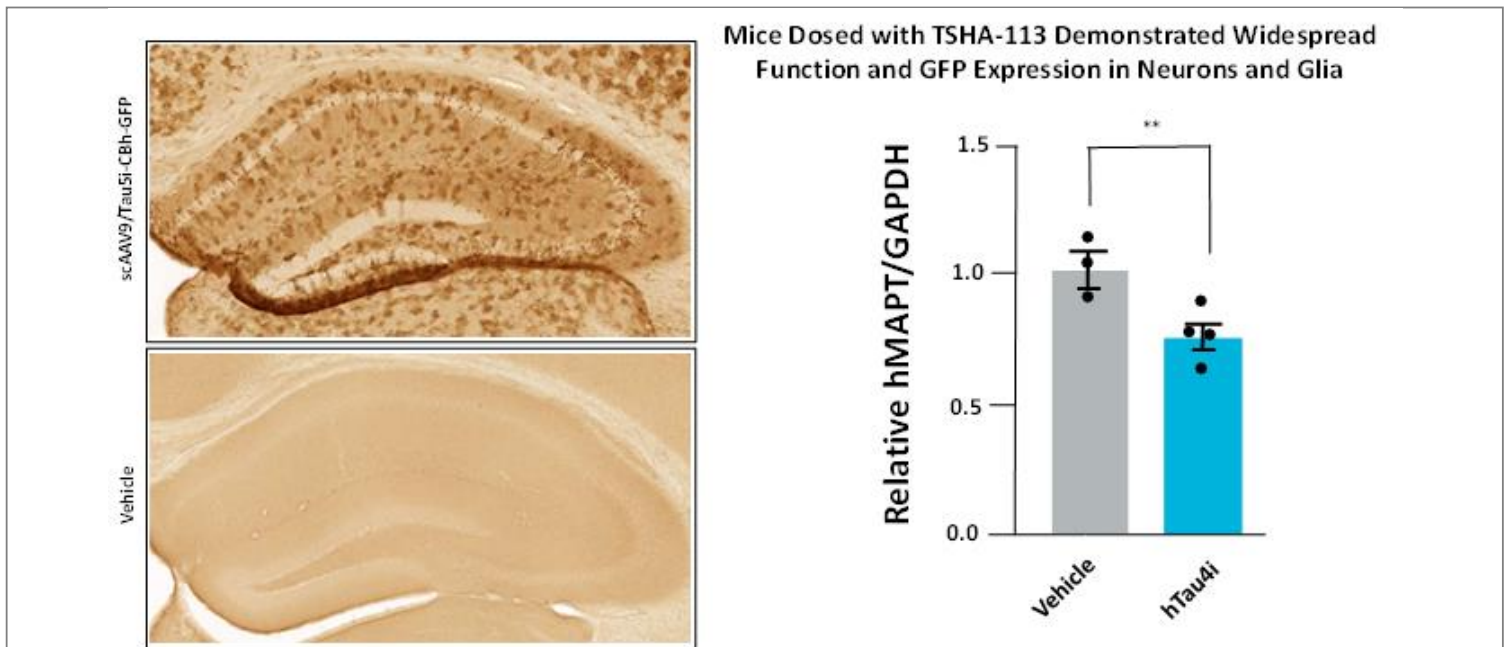 Mice Dosed with TSHA-113 Demonstrated Widespread
Function and GFP Expression in Neurons and Glia
scAAV9/Tau5i-CBh-GFP
Vehicle
Relative hMAPT/GAPDH
1.5
1.0
0.5
0.0
**
Vehicle
hTau4i